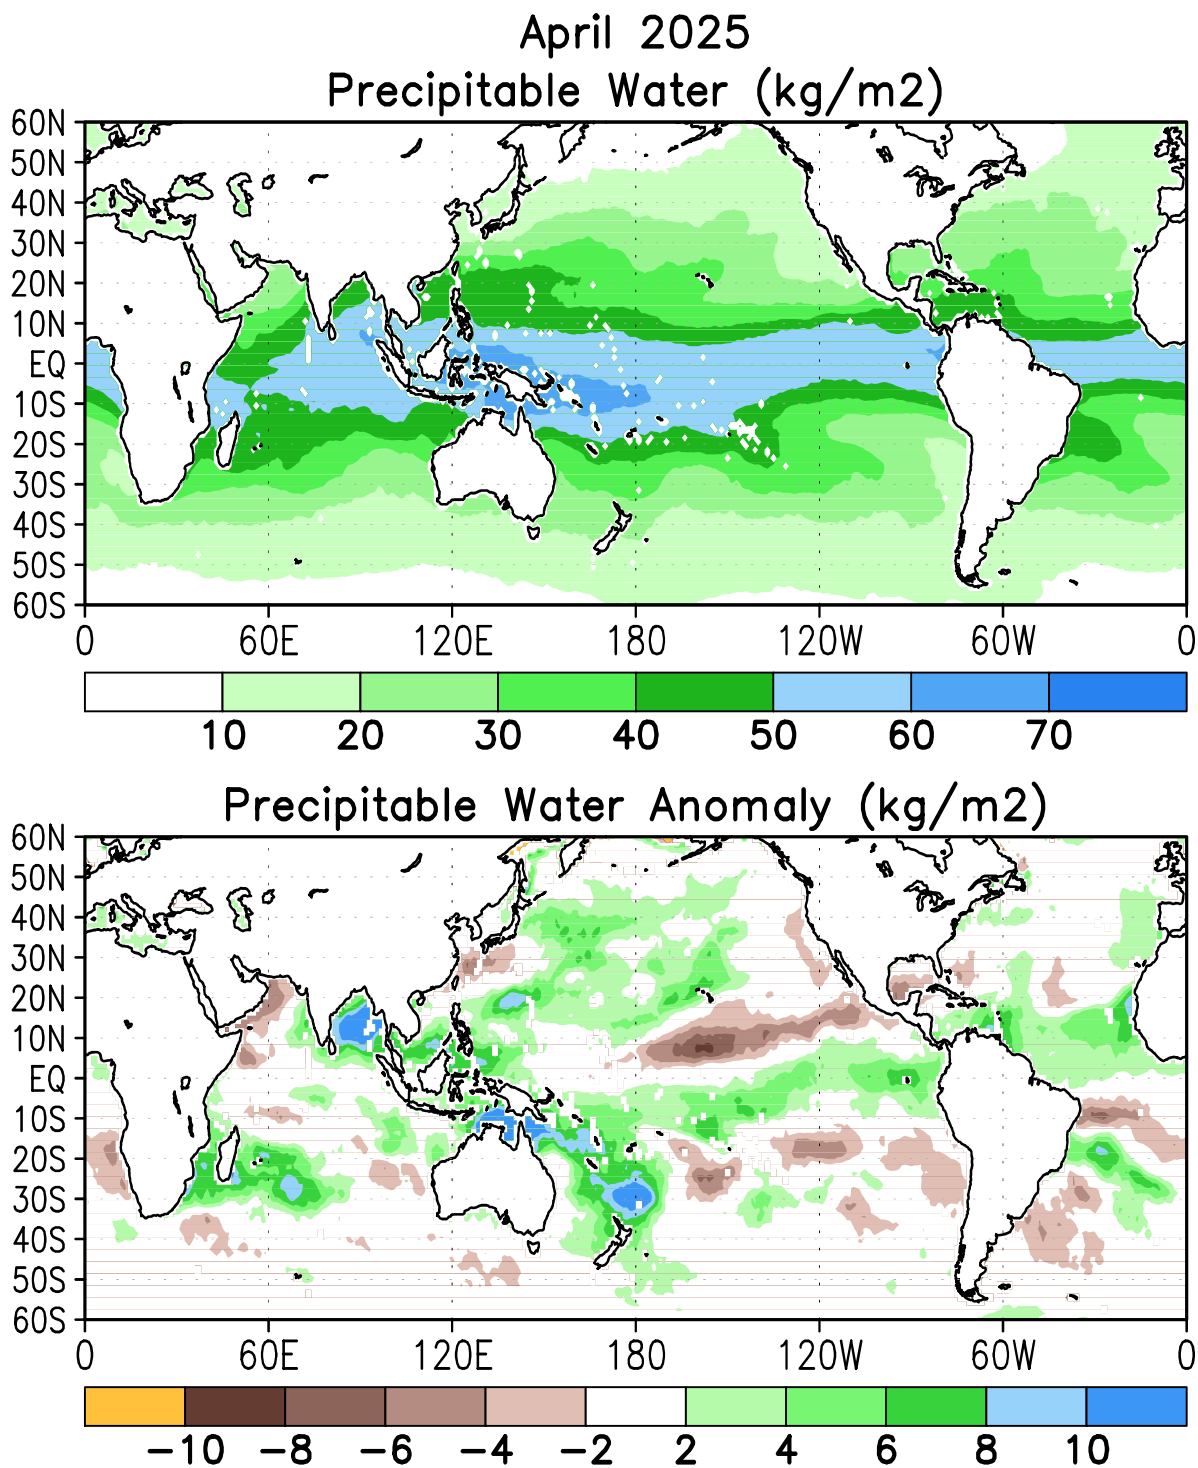 April 2025
Precipitable Water (kg/m2)
60N
50N
40N
30N
20N
10N
EQ
10S
20S
30S
40S
50S
60S
0 60E 120E 180 120W 60W 0
10 20 30 40 50 60 70
Precipitable Water Anomaly (kg/m2)
60N
50N
40N
30N
20N
10N
EQ
10S
20S
30S
40S
50S
60S
0 60E 120E 180 120W 60W 0
−10 −8 −6 −4 −2 2 4 6 8 10